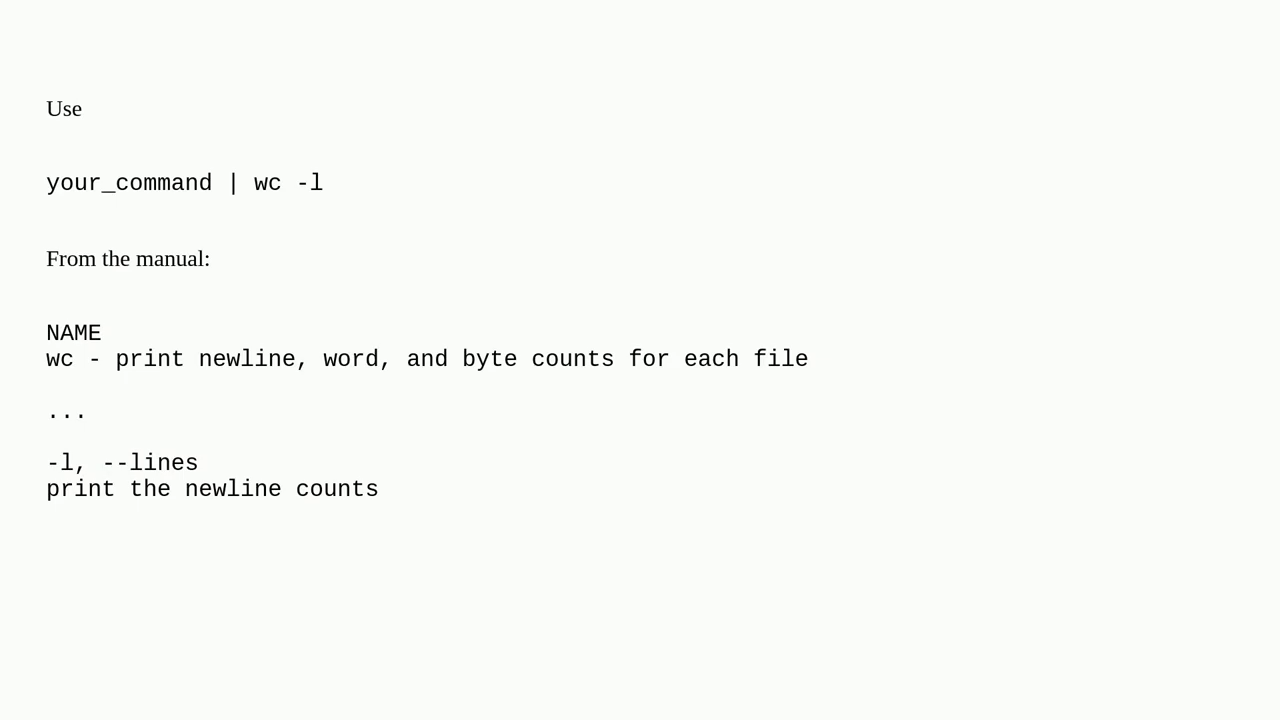 Use
your_command | wc -l
From the manual:
NAME
wc - print newline, word, and byte counts for each file
...
-l, --lines
print the newline counts